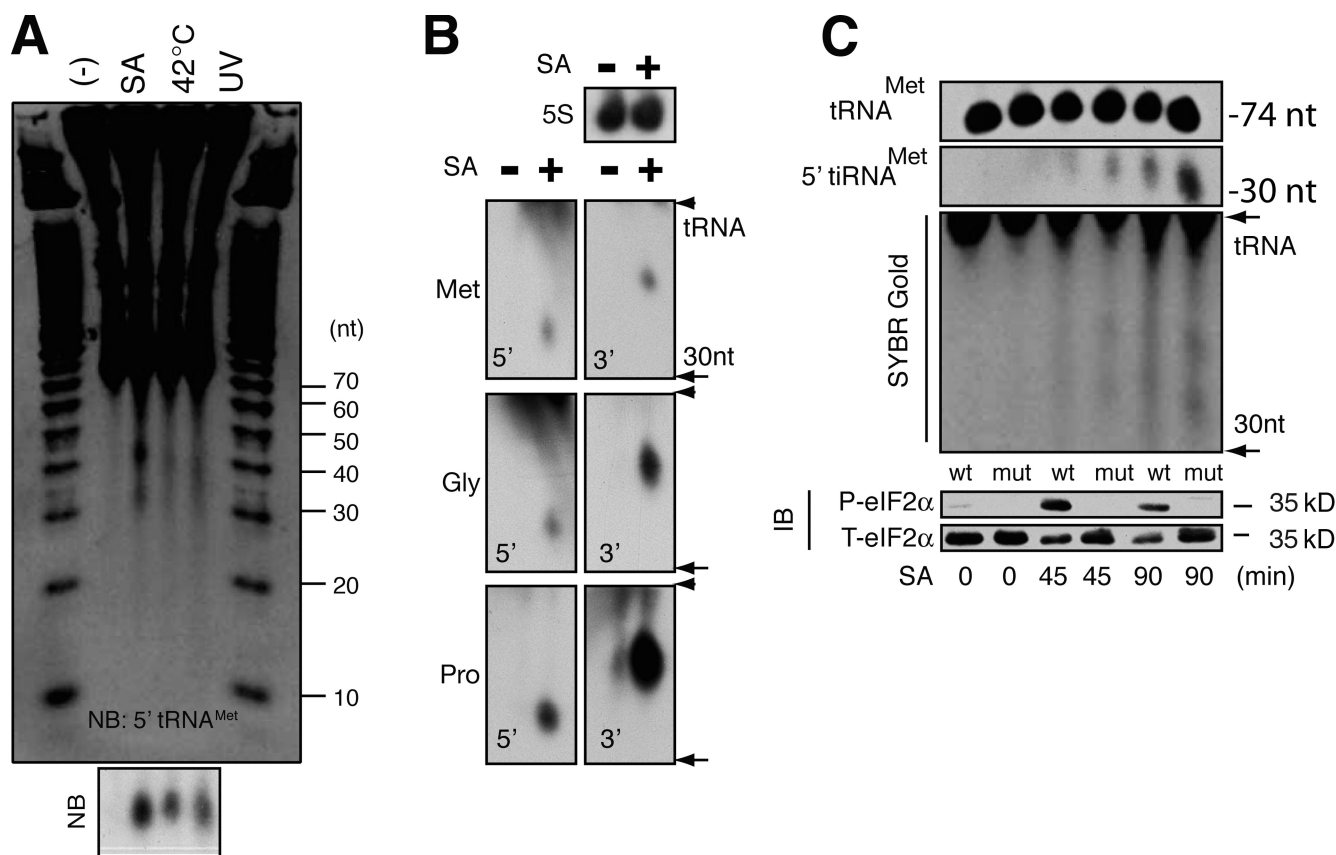 A
(-)
SA
42°C
UV
(nt)
70
60
50
40
30
20
10
NB: 5' tRNA^Met
NB
B
SA - +
5S
SA - + - +
tRNA
Met
5' 3'
30nt
Gly
5' 3'
Pro
5' 3'
C
tRNA^Met
-74 nt
5' tiRNA^Met
-30 nt
SYBR Gold
tRNA
30nt
wt mut wt mut wt mut
IB
P-eIF2α
35 kD
T-eIF2α
35 kD
SA 0 0 45 45 90 90 (min)